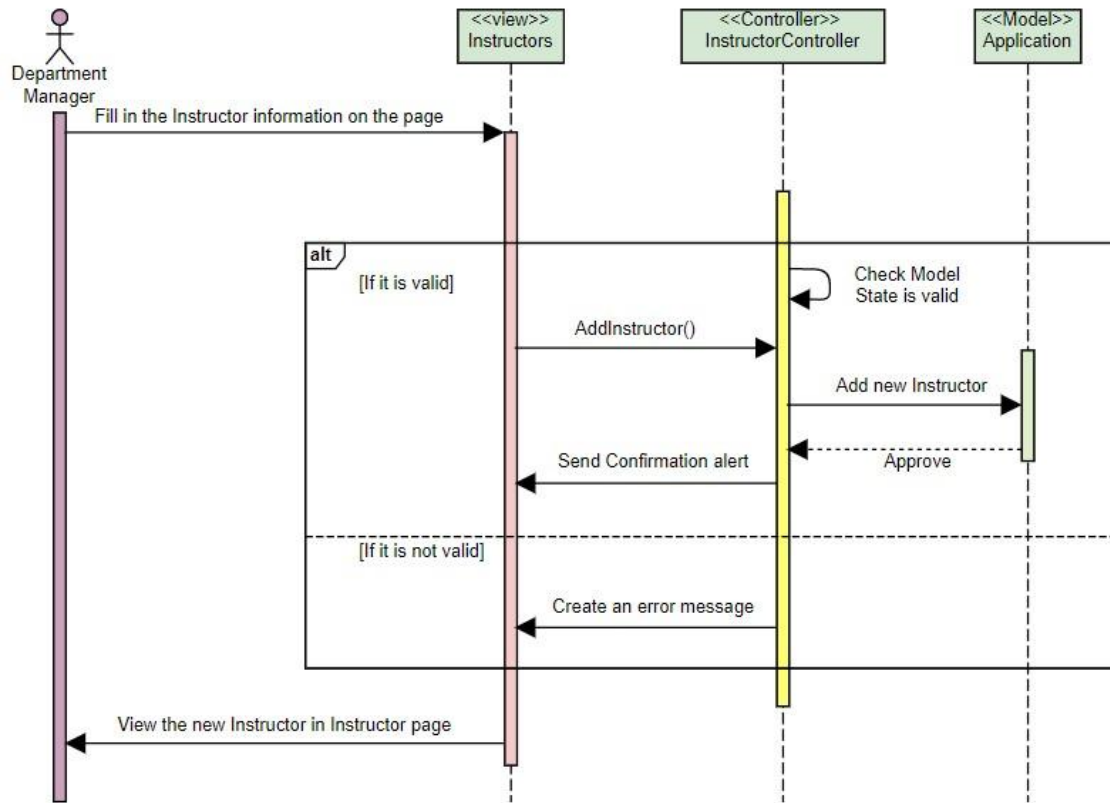 <<view>>
Instructors
<<Controller>>
InstructorController
<<Model>>
Application
Department
Manager
Fill in the Instructor information on the page
alt
[If it is valid]
Check Model
State is valid
AddInstructor()
Add new Instructor
Approve
Send Confirmation alert
[If it is not valid]
Create an error message
View the new Instructor in Instructor page